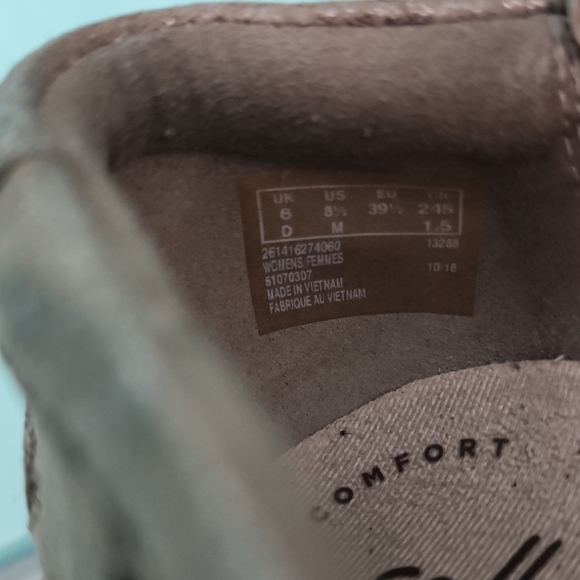 UK US EU CN
6 8½ 39½ 245
D M 1.5
261416274060 13288
WOMENS/FEMMES
61070307 10/18
MADE IN VIETNAM
FABRIQUE AU VIETNAM
COMFORT